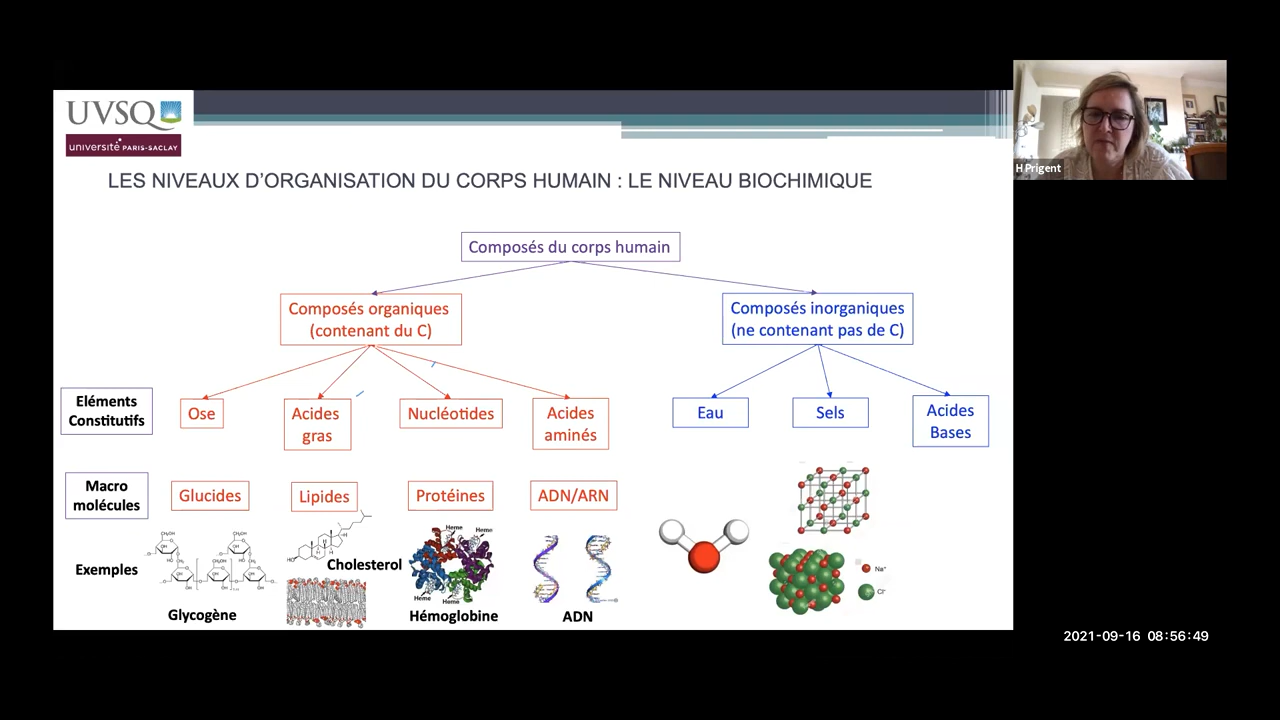 UVSQ
université PARIS-SACLAY
H Prigent
LES NIVEAUX D'ORGANISATION DU CORPS HUMAIN : LE NIVEAU BIOCHIMIQUE
Composés du corps humain
Composés organiques
(contenant du C)
Composés inorganiques
(ne contenant pas de C)
Eléments
Constitutifs
Ose
Acides
gras
Nucléotides
Acides
aminés
Eau
Sels
Acides
Bases
Macro
molécules
Glucides
Lipides
Protéines
ADN/ARN
Exemples
Glycogène
HO
Cholesterol
Heme
Heme
Heme
Heme
Hémoglobine
ADN
Na⁺
Cl⁻
2021-09-16 08:56:49